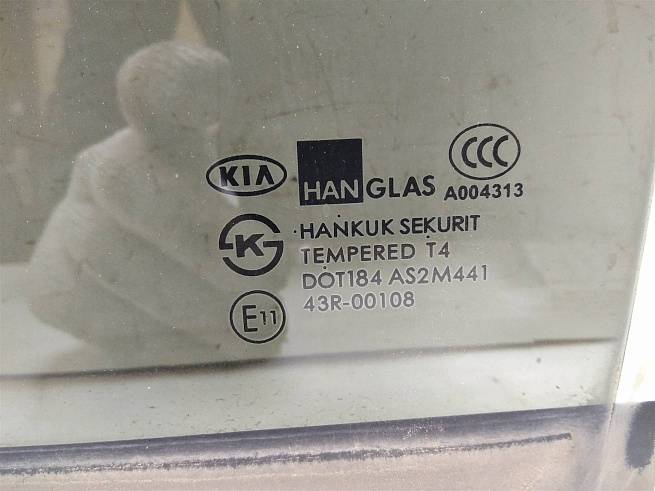 KIA HANGLAS CCC
A004313
K ·HANKUK SEKURIT
TEMPERED T4
DOT184 AS2M441
E11 43R-00108